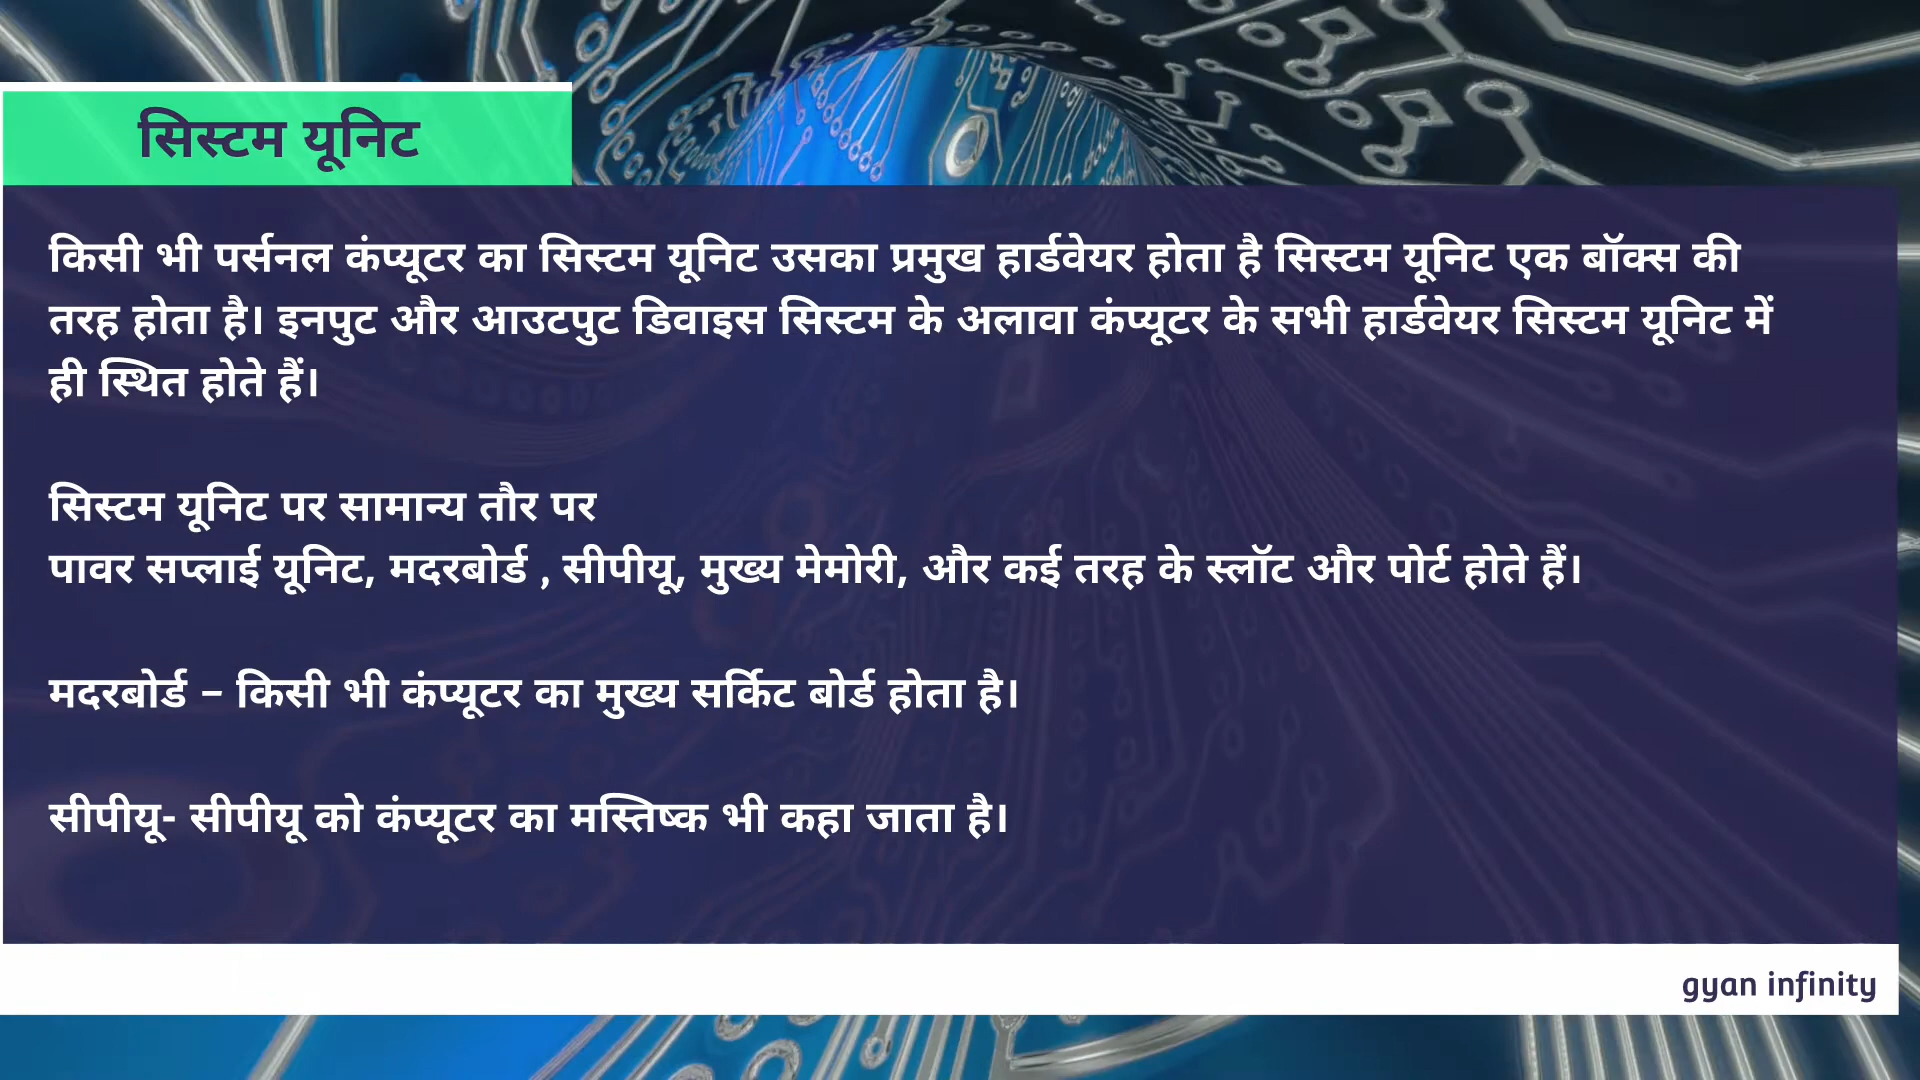 सिस्टम यूनिट
किसी भी पर्सनल कंप्यूटर का सिस्टम यूनिट उसका प्रमुख हार्डवेयर होता है सिस्टम यूनिट एक बॉक्स की
तरह होता है। इनपुट और आउटपुट डिवाइस सिस्टम के अलावा कंप्यूटर के सभी हार्डवेयर सिस्टम यूनिट में
ही स्थित होते हैं।
सिस्टम यूनिट पर सामान्य तौर पर
पावर सप्लाई यूनिट, मदरबोर्ड , सीपीयू, मुख्य मेमोरी, और कई तरह के स्लॉट और पोर्ट होते हैं।
मदरबोर्ड – किसी भी कंप्यूटर का मुख्य सर्किट बोर्ड होता है।
सीपीयू- सीपीयू को कंप्यूटर का मस्तिष्क भी कहा जाता है।
gyan infinity